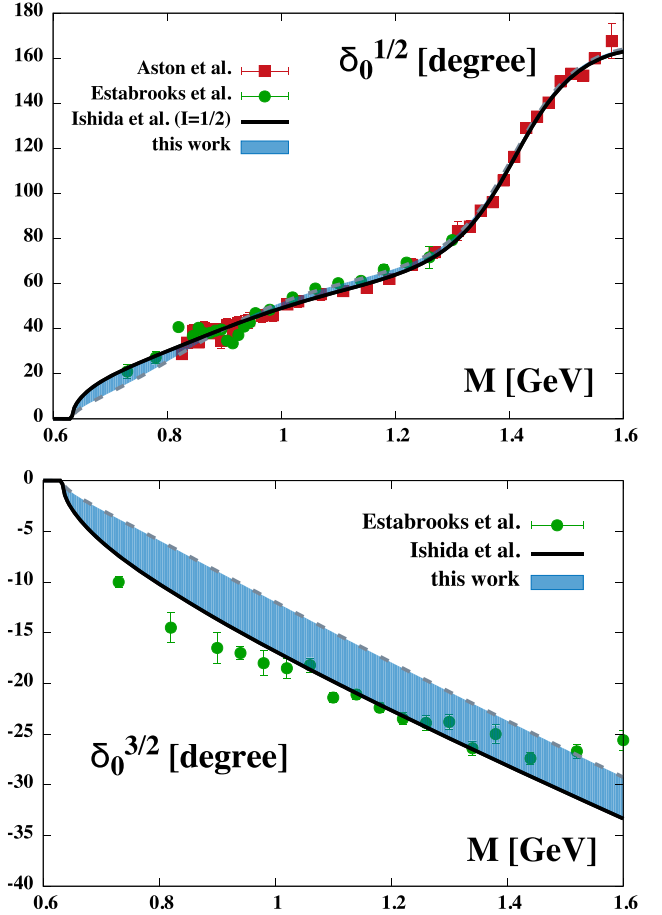 180
160
140
120
100
80
60
40
20
0
0.6 0.8 1 1.2 1.4 1.6
δ₀^1/2 [degree]
Aston et al.
Estabrooks et al.
Ishida et al. (I=1/2)
this work
M [GeV]
0
-5
-10
-15
-20
-25
-30
-35
-40
0.6 0.8 1 1.2 1.4 1.6
Estabrooks et al.
Ishida et al.
this work
δ₀^3/2 [degree]
M [GeV]